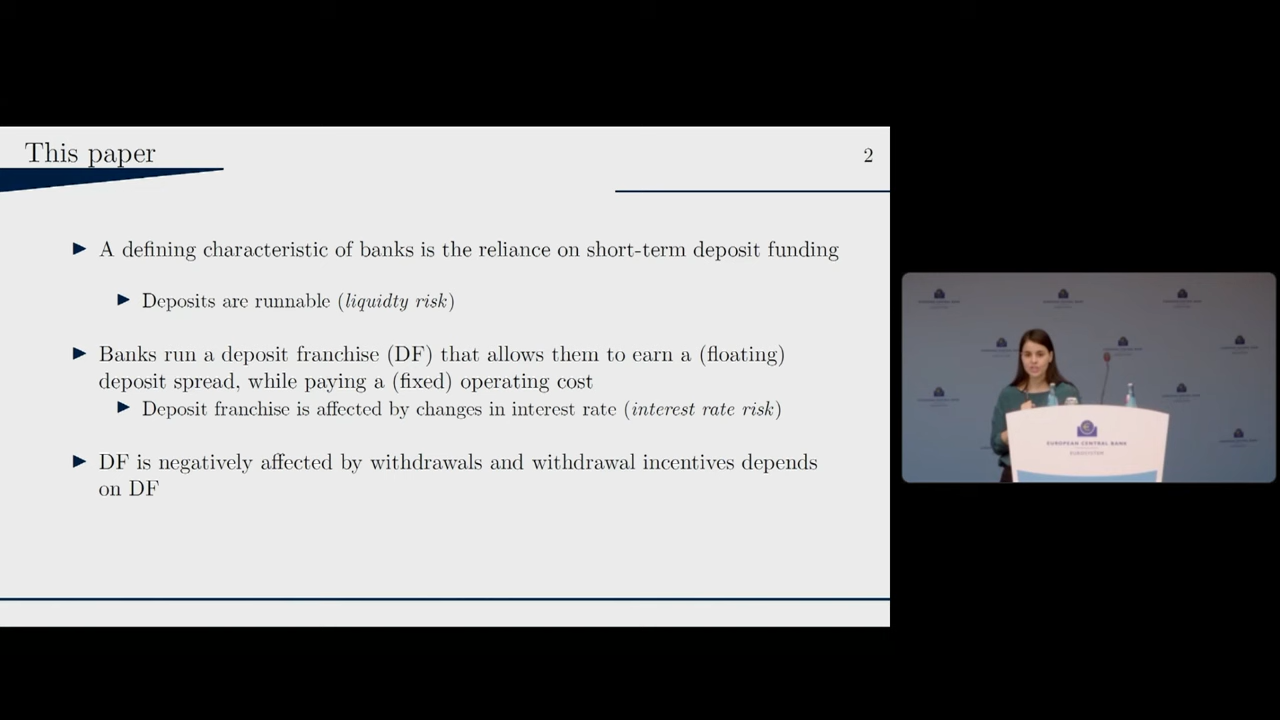 This paper
2
▶ A defining characteristic of banks is the reliance on short-term deposit funding
▶ Deposits are runnable (liquidty risk)
▶ Banks run a deposit franchise (DF) that allows them to earn a (floating)
deposit spread, while paying a (fixed) operating cost
▶ Deposit franchise is affected by changes in interest rate (interest rate risk)
▶ DF is negatively affected by withdrawals and withdrawal incentives depends
on DF
EUROPEAN CENTRAL BANK
EUROSYSTEM